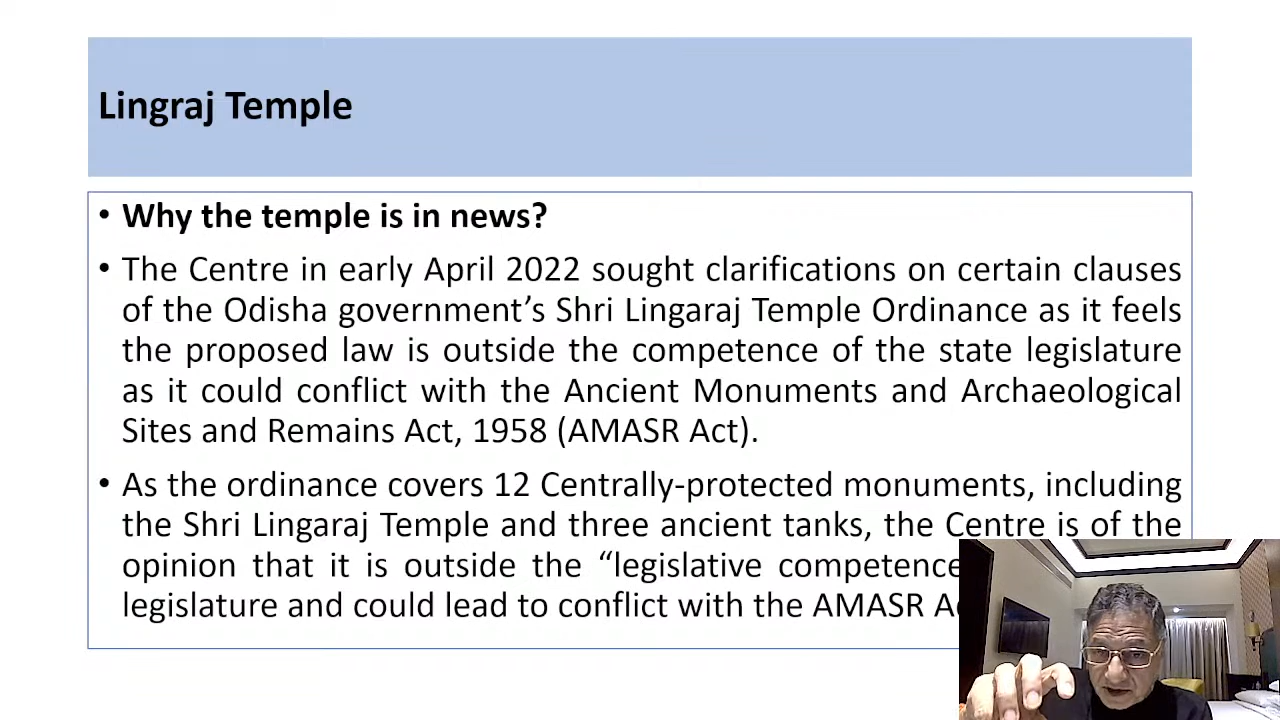 Lingraj Temple
• Why the temple is in news?
• The Centre in early April 2022 sought clarifications on certain clauses
of the Odisha government’s Shri Lingaraj Temple Ordinance as it feels
the proposed law is outside the competence of the state legislature
as it could conflict with the Ancient Monuments and Archaeological
Sites and Remains Act, 1958 (AMASR Act).
• As the ordinance covers 12 Centrally-protected monuments, including
the Shri Lingaraj Temple and three ancient tanks, the Centre is of the
opinion that it is outside the “legislative competence
legislature and could lead to conflict with the AMASR